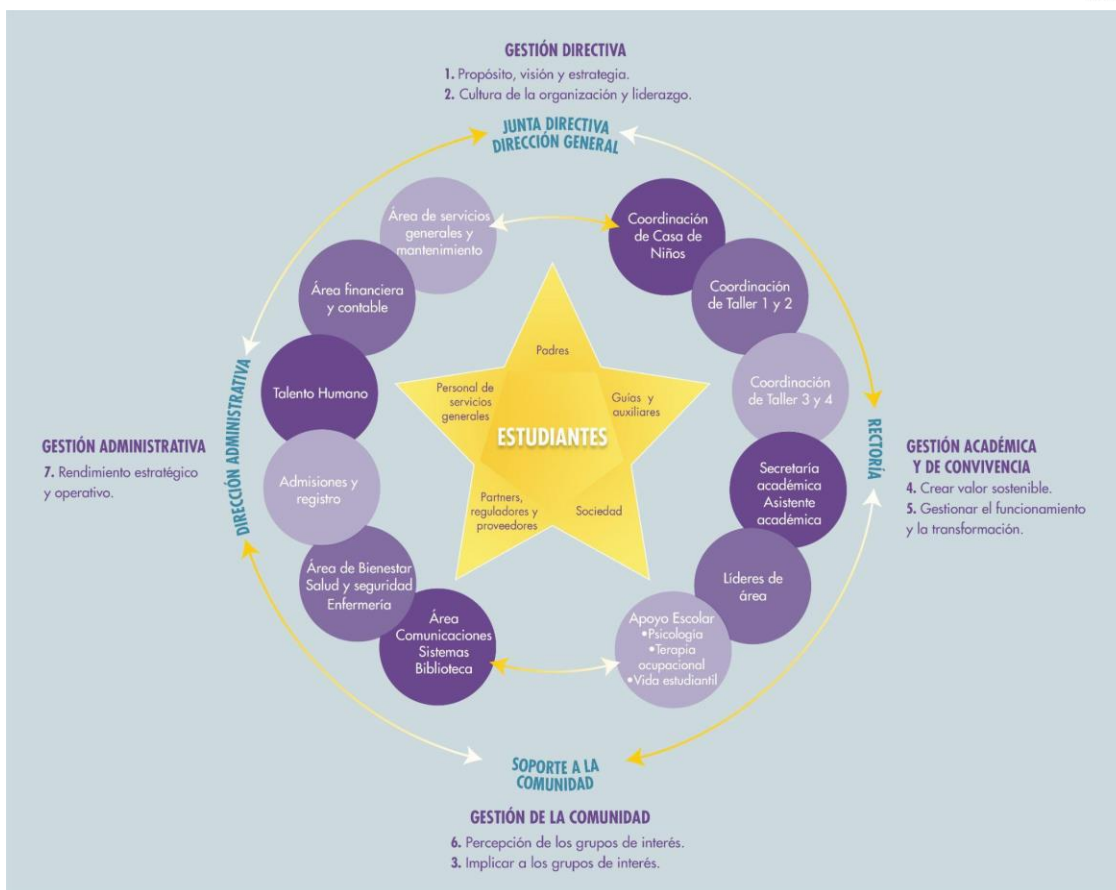 GESTIÓN DIRECTIVA
1. Propósito, visión y estrategia.
2. Cultura de la organización y liderazgo.
JUNTA DIRECTIVA
DIRECCIÓN GENERAL
Área de servicios
generales y
mantenimiento
Área financiera
y contable
Talento Humano
Admisiones y
registro
Área de Bienestar
Salud y seguridad
Enfermería
Área
Comunicaciones
Sistemas
Biblioteca
Coordinación
de Casa de
Niños
Coordinación
de Taller 1 y 2
Coordinación
de Taller 3 y 4
Secretaría
académica
Asistente
académica
Líderes de
área
Apoyo Escolar
•Psicología
•Terapia
ocupacional
•Vida estudiantil
Padres
Personal de
servicios
generales
Guías y
auxiliares
ESTUDIANTES
Partners,
reguladores y
proveedores
Sociedad
DIRECCIÓN ADMINISTRATIVA
GESTIÓN ADMINISTRATIVA
7. Rendimiento estratégico
y operativo.
RECTORÍA
GESTIÓN ACADÉMICA
Y DE CONVIVENCIA
4. Crear valor sostenible.
5. Gestionar el funcionamiento
y la transformación.
SOPORTE A LA
COMUNIDAD
GESTIÓN DE LA COMUNIDAD
6. Percepción de los grupos de interés.
3. Implicar a los grupos de interés.